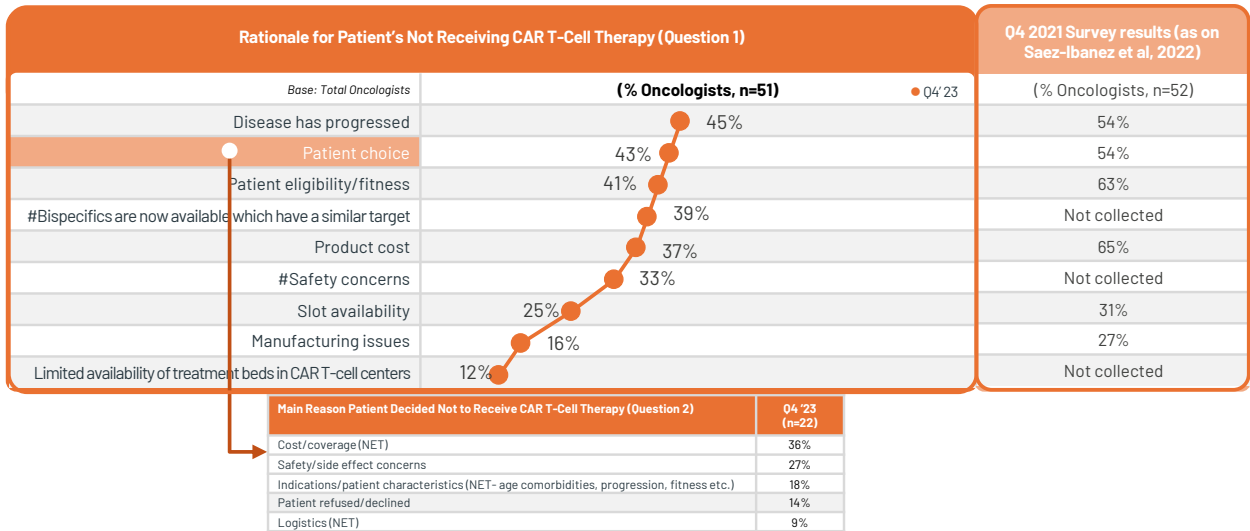 Rationale for Patient's Not Receiving CAR T-Cell Therapy (Question 1)
Q4 2021 Survey results (as on
Saez-Ibanez et al, 2022)
Base: Total Oncologists
(% Oncologists, n=51)
Q4' 23
(% Oncologists, n=52)
Disease has progressed
45%
54%
Patient choice
43%
54%
Patient eligibility/fitness
41%
63%
#Bispecifics are now available which have a similar target
39%
Not collected
Product cost
37%
65%
#Safety concerns
33%
Not collected
Slot availability
25%
31%
Manufacturing issues
16%
27%
Limited availability of treatment beds in CAR T-cell centers
12%
Not collected
Main Reason Patient Decided Not to Receive CAR T-Cell Therapy (Question 2)
Q4 '23
(n=22)
Cost/coverage (NET)
36%
Safety/side effect concerns
27%
Indications/patient characteristics (NET- age comorbidities, progression, fitness etc.)
18%
Patient refused/declined
14%
Logistics (NET)
9%